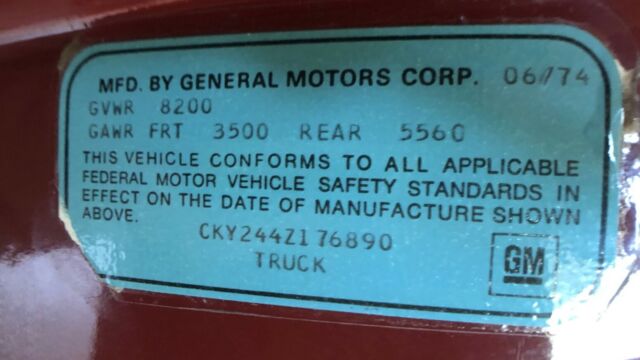 MFD. BY GENERAL MOTORS CORP. 06/74
GVWR 8200
GAWR FRT 3500 REAR 5560
THIS VEHICLE CONFORMS TO ALL APPLICABLE
FEDERAL MOTOR VEHICLE SAFETY STANDARDS IN
EFFECT ON THE DATE OF MANUFACTURE SHOWN
ABOVE.
CKY244Z176890
TRUCK
GM